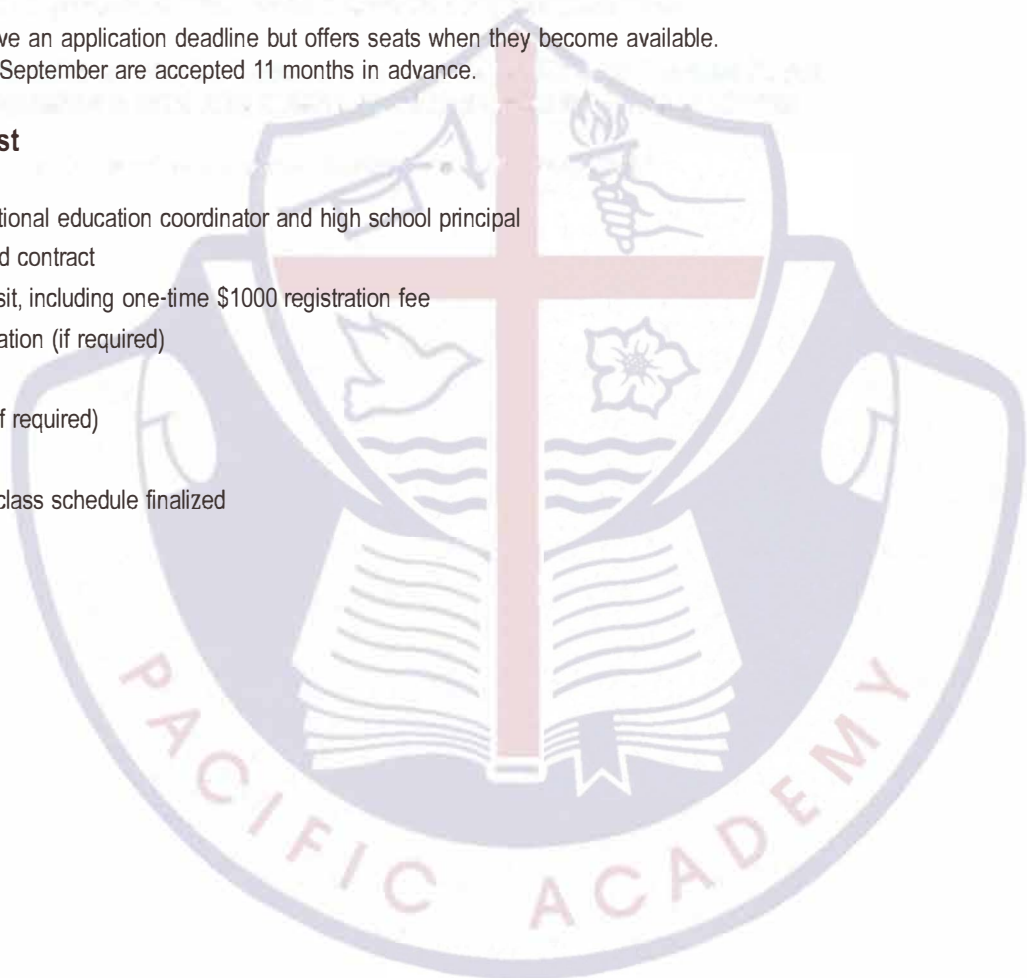 ve an application deadline but offers seats when they become available.
September are accepted 11 months in advance.
st
tional education coordinator and high school principal
d contract
sit, including one-time $1000 registration fee
ation (if required)
f required)
class schedule finalized
PACIFIC ACADEMY